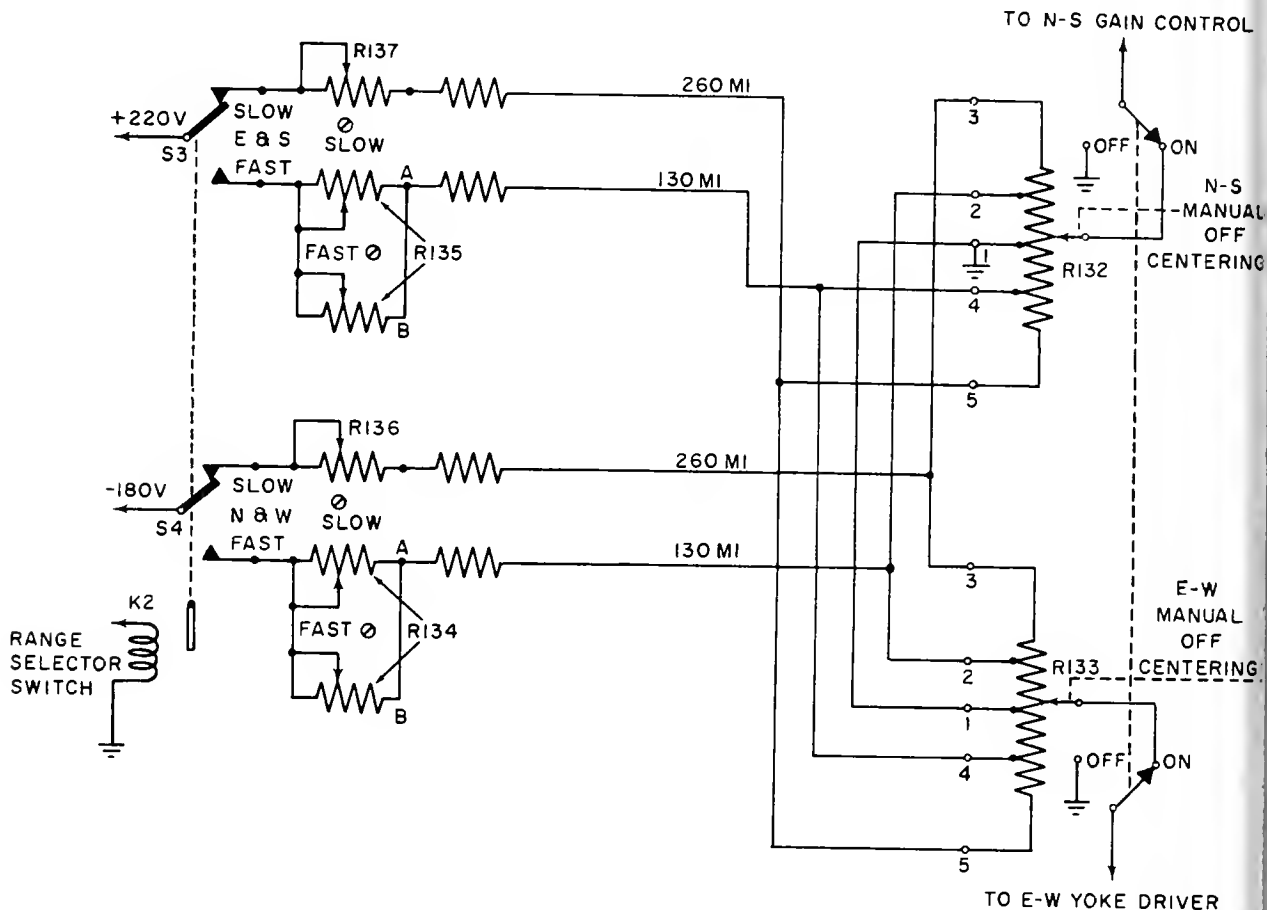 TO N-S GAIN CONTROL
R137
260 MI
3
+220V
SLOW
S3
E & S
SLOW
OFF
ON
FAST
A
130 MI
2
N-S
MANUAL
OFF
CENTERING
FAST
R135
1
R132
4
B
5
R136
260 MI
-180V
SLOW
S4
N & W
SLOW
FAST
A
130 MI
3
E-W
MANUAL
OFF
CENTERING
K2
FAST
R134
RANGE
SELECTOR
SWITCH
2
R133
B
1
4
OFF
ON
5
TO E-W YOKE DRIVER